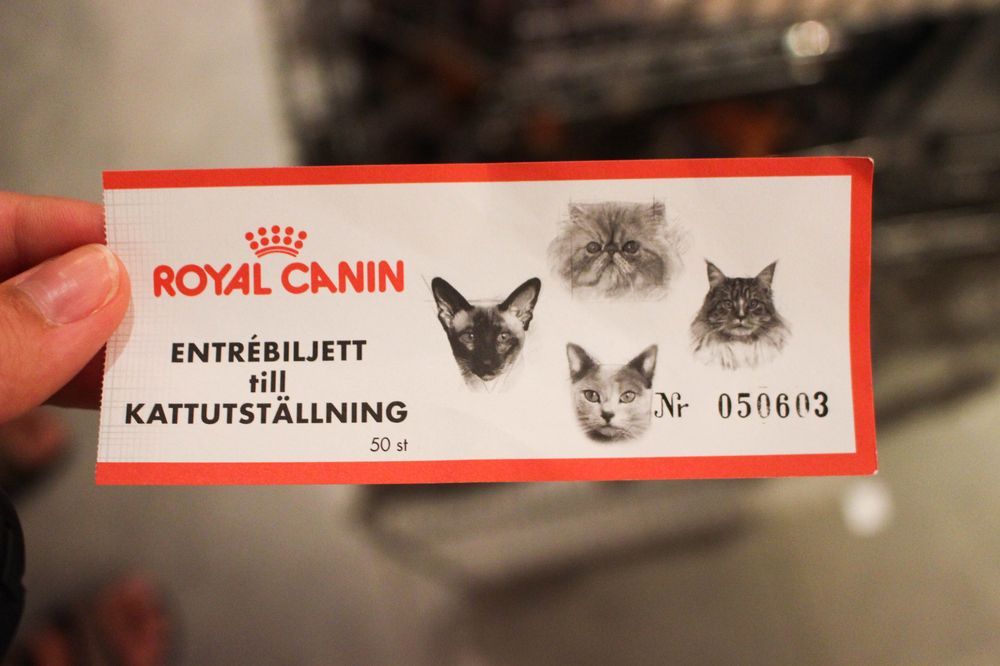 ROYAL CANIN
ENTRÉBILJETT
till
KATTUTSTÄLLNING
50 st
Nr 050603